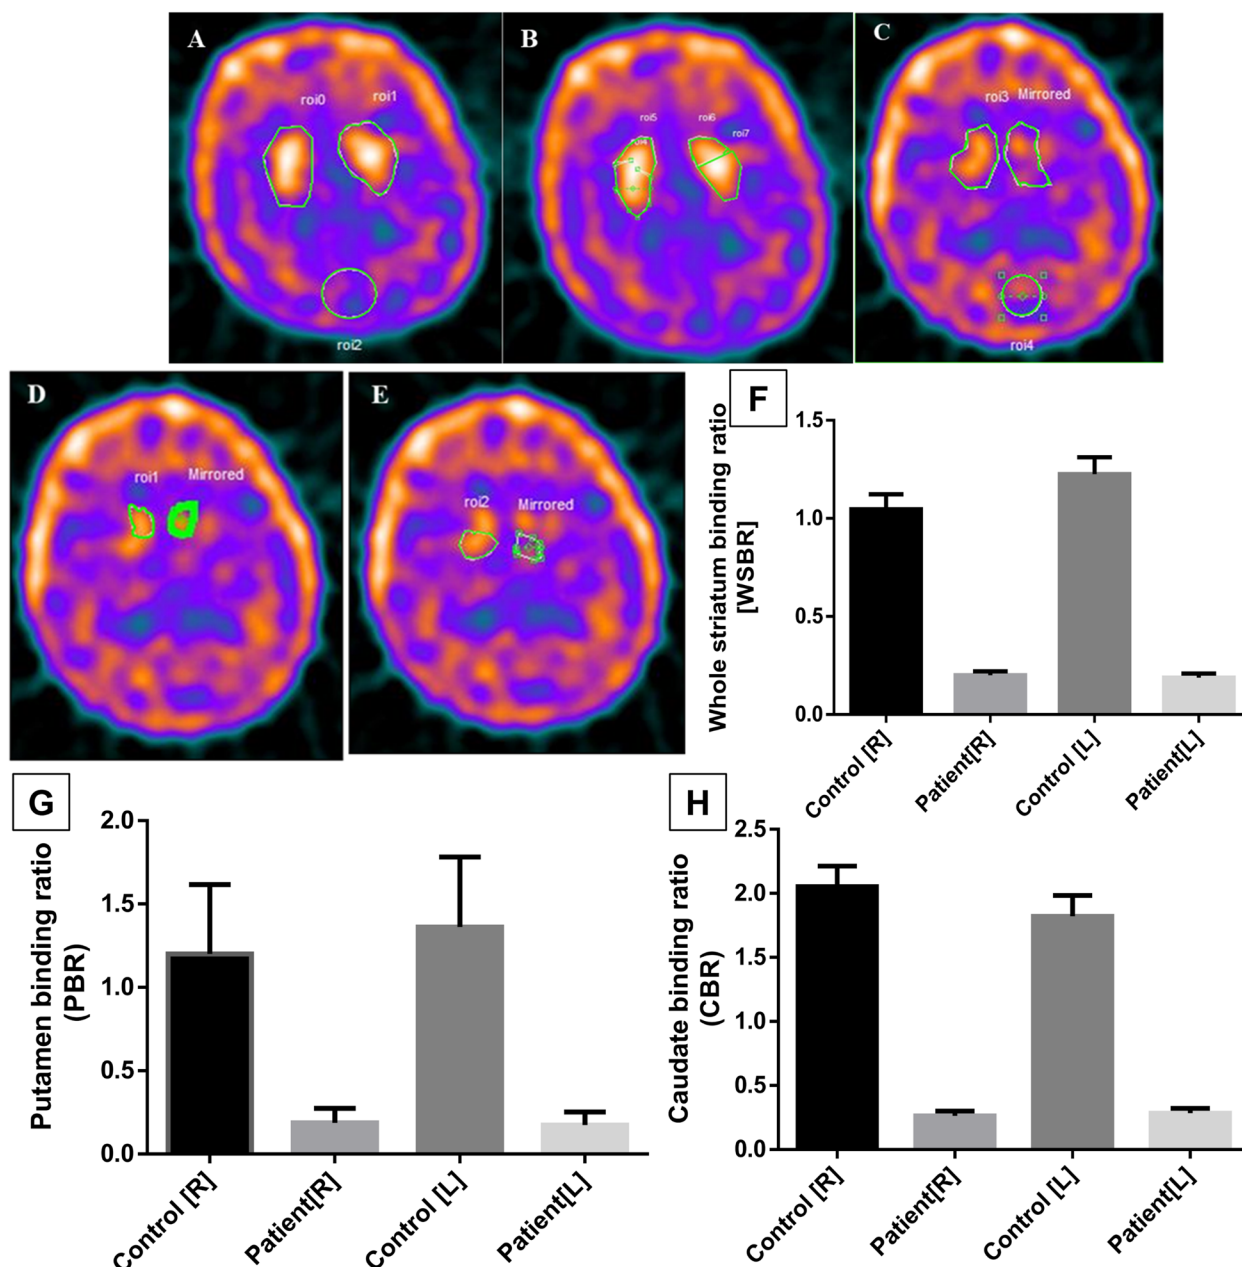 A
roi0
roi1
roi2
B
roi5
roi6
roi7
C
roi3
Mirrored
roi4
D
roi1
Mirrored
E
roi2
Mirrored
F
Whole striatum binding ratio
[WSBR]
1.5
1.0
0.5
0.0
Control [R]
Patient[R]
Control [L]
Patient[L]
G
Putamen binding ratio
(PBR)
2.0
1.5
1.0
0.5
0.0
Control [R]
Patient[R]
Control [L]
Patient[L]
H
Caudate binding ratio
(CBR)
2.5
2.0
1.5
1.0
0.5
0.0
Control [R]
Patient[R]
Control [L]
Patient[L]